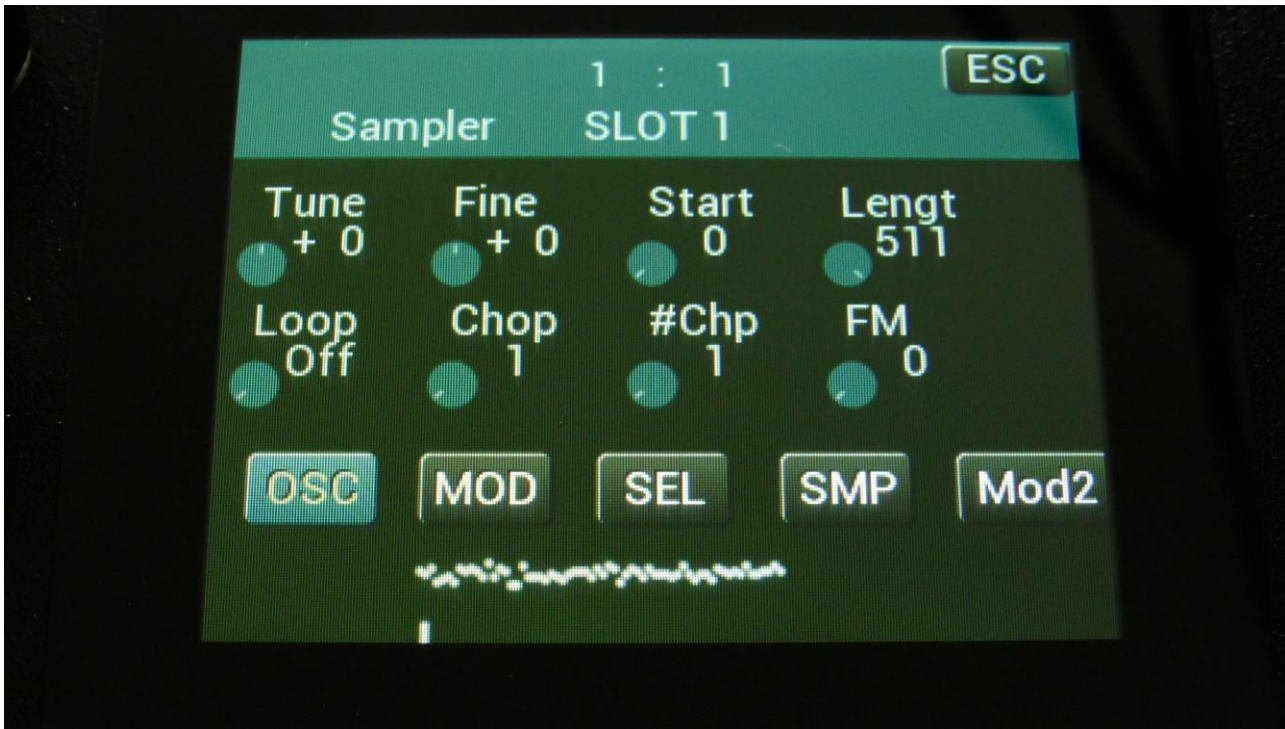 1 : 1 ESC
Sampler SLOT 1
Tune Fine Start Lengt
+ 0 + 0 0 511
Loop Chop #Chp FM
Off 1 1 0
OSC MOD SEL SMP Mod2